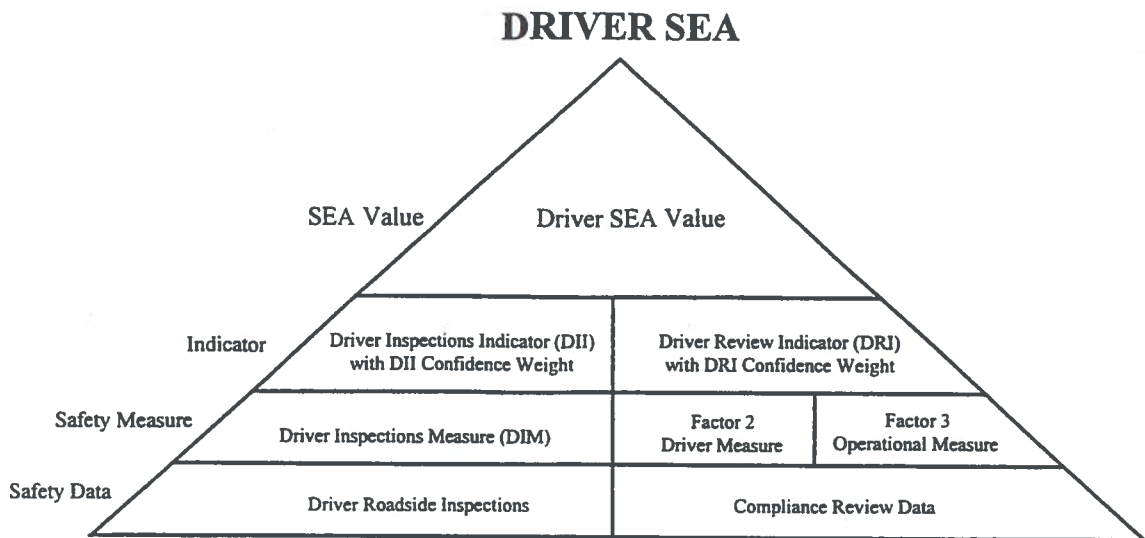 DRIVER SEA
SEA Value
Driver SEA Value
Indicator
Driver Inspections Indicator (DII)
with DII Confidence Weight
Driver Review Indicator (DRI)
with DRI Confidence Weight
Safety Measure
Driver Inspections Measure (DIM)
Factor 2
Driver Measure
Factor 3
Operational Measure
Safety Data
Driver Roadside Inspections
Compliance Review Data